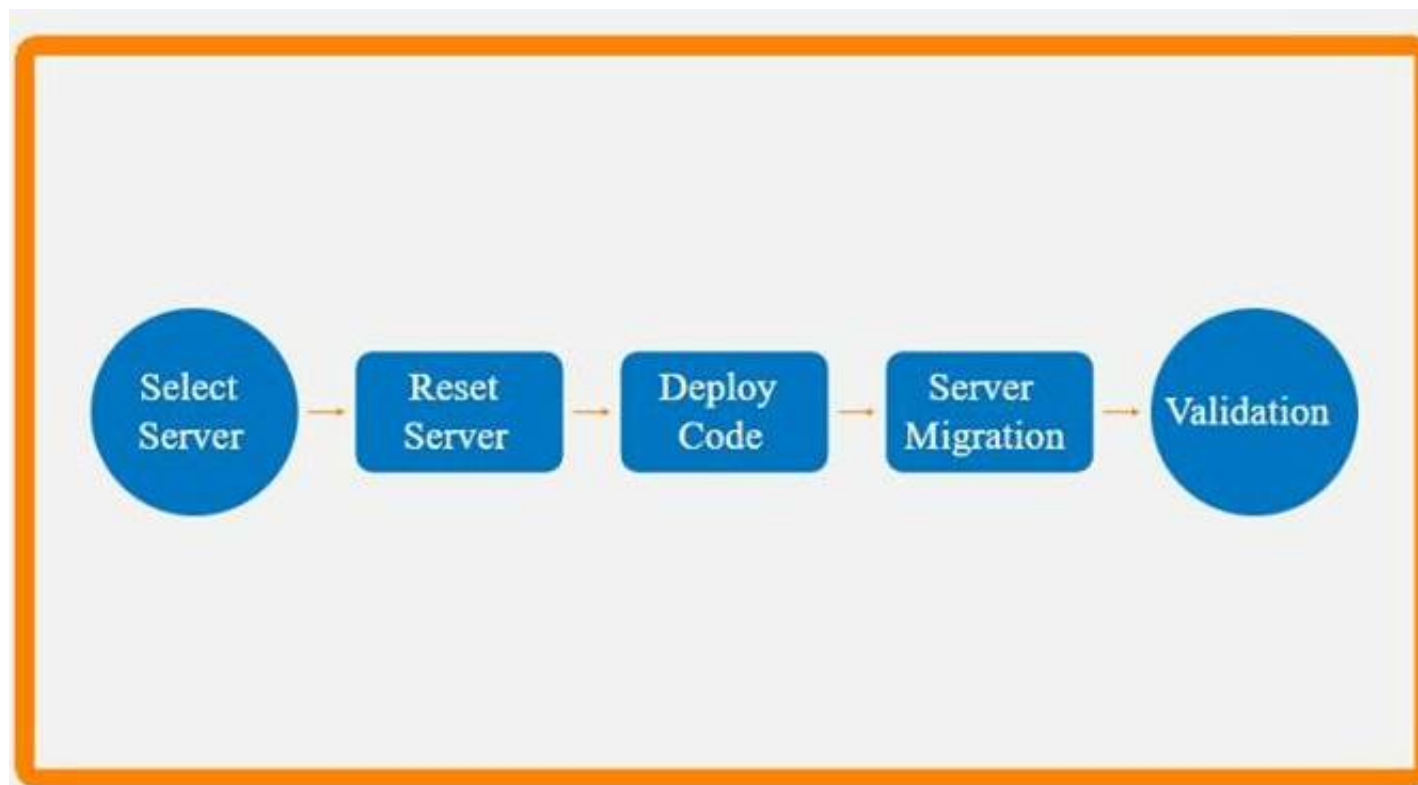 Select
Server
Reset
Server
Deploy
Code
Server
Migration
Validation